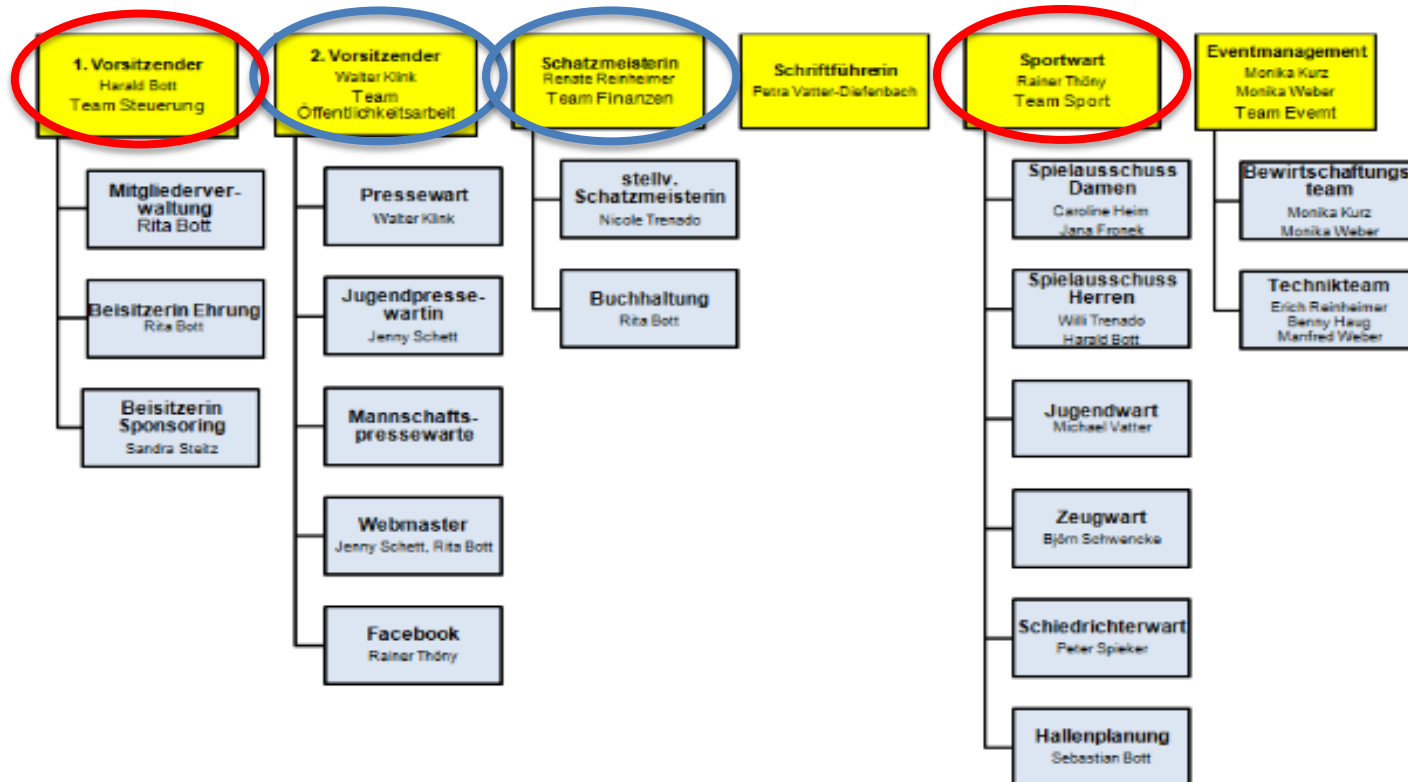 1. Vorsitzender
Harald Bott
Team Steuerung
Mitgliederver-
waltung
Rita Bott
Beisitzerin Ehrung
Rita Bott
Beisitzerin
Sponsoring
Sandra Steitz
2. Vorsitzender
Walter Klink
Team
Öffentlichkeitsarbeit
Pressewart
Walter Klink
Jugendpresse-
wartin
Jenny Schett
Mannschafts-
pressewarte
Webmaster
Jenny Schett, Rita Bott
Facebook
Rainer Thöny
Schatzmeisterin
Renate Reinheimer
Team Finanzen
stellv.
Schatzmeisterin
Nicole Trenado
Buchhaltung
Rita Bott
Schriftführerin
Petra Vatter-Diefenbach
Sportwart
Rainer Thöny
Team Sport
Spielausschuss
Damen
Caroline Heim
Jana Fronek
Spielausschuss
Herren
Willi Trenado
Harald Bott
Jugendwart
Michael Vatter
Zeugwart
Björn Schwencke
Schiedrichterwart
Peter Spieker
Hallenplanung
Sebastian Bott
Eventmanagement
Monika Kurz
Monika Weber
Team Evemt
Bewirtschaftungs
team
Monika Kurz
Monika Weber
Technikteam
Erich Reinheimer
Benny Haug
Manfred Weber